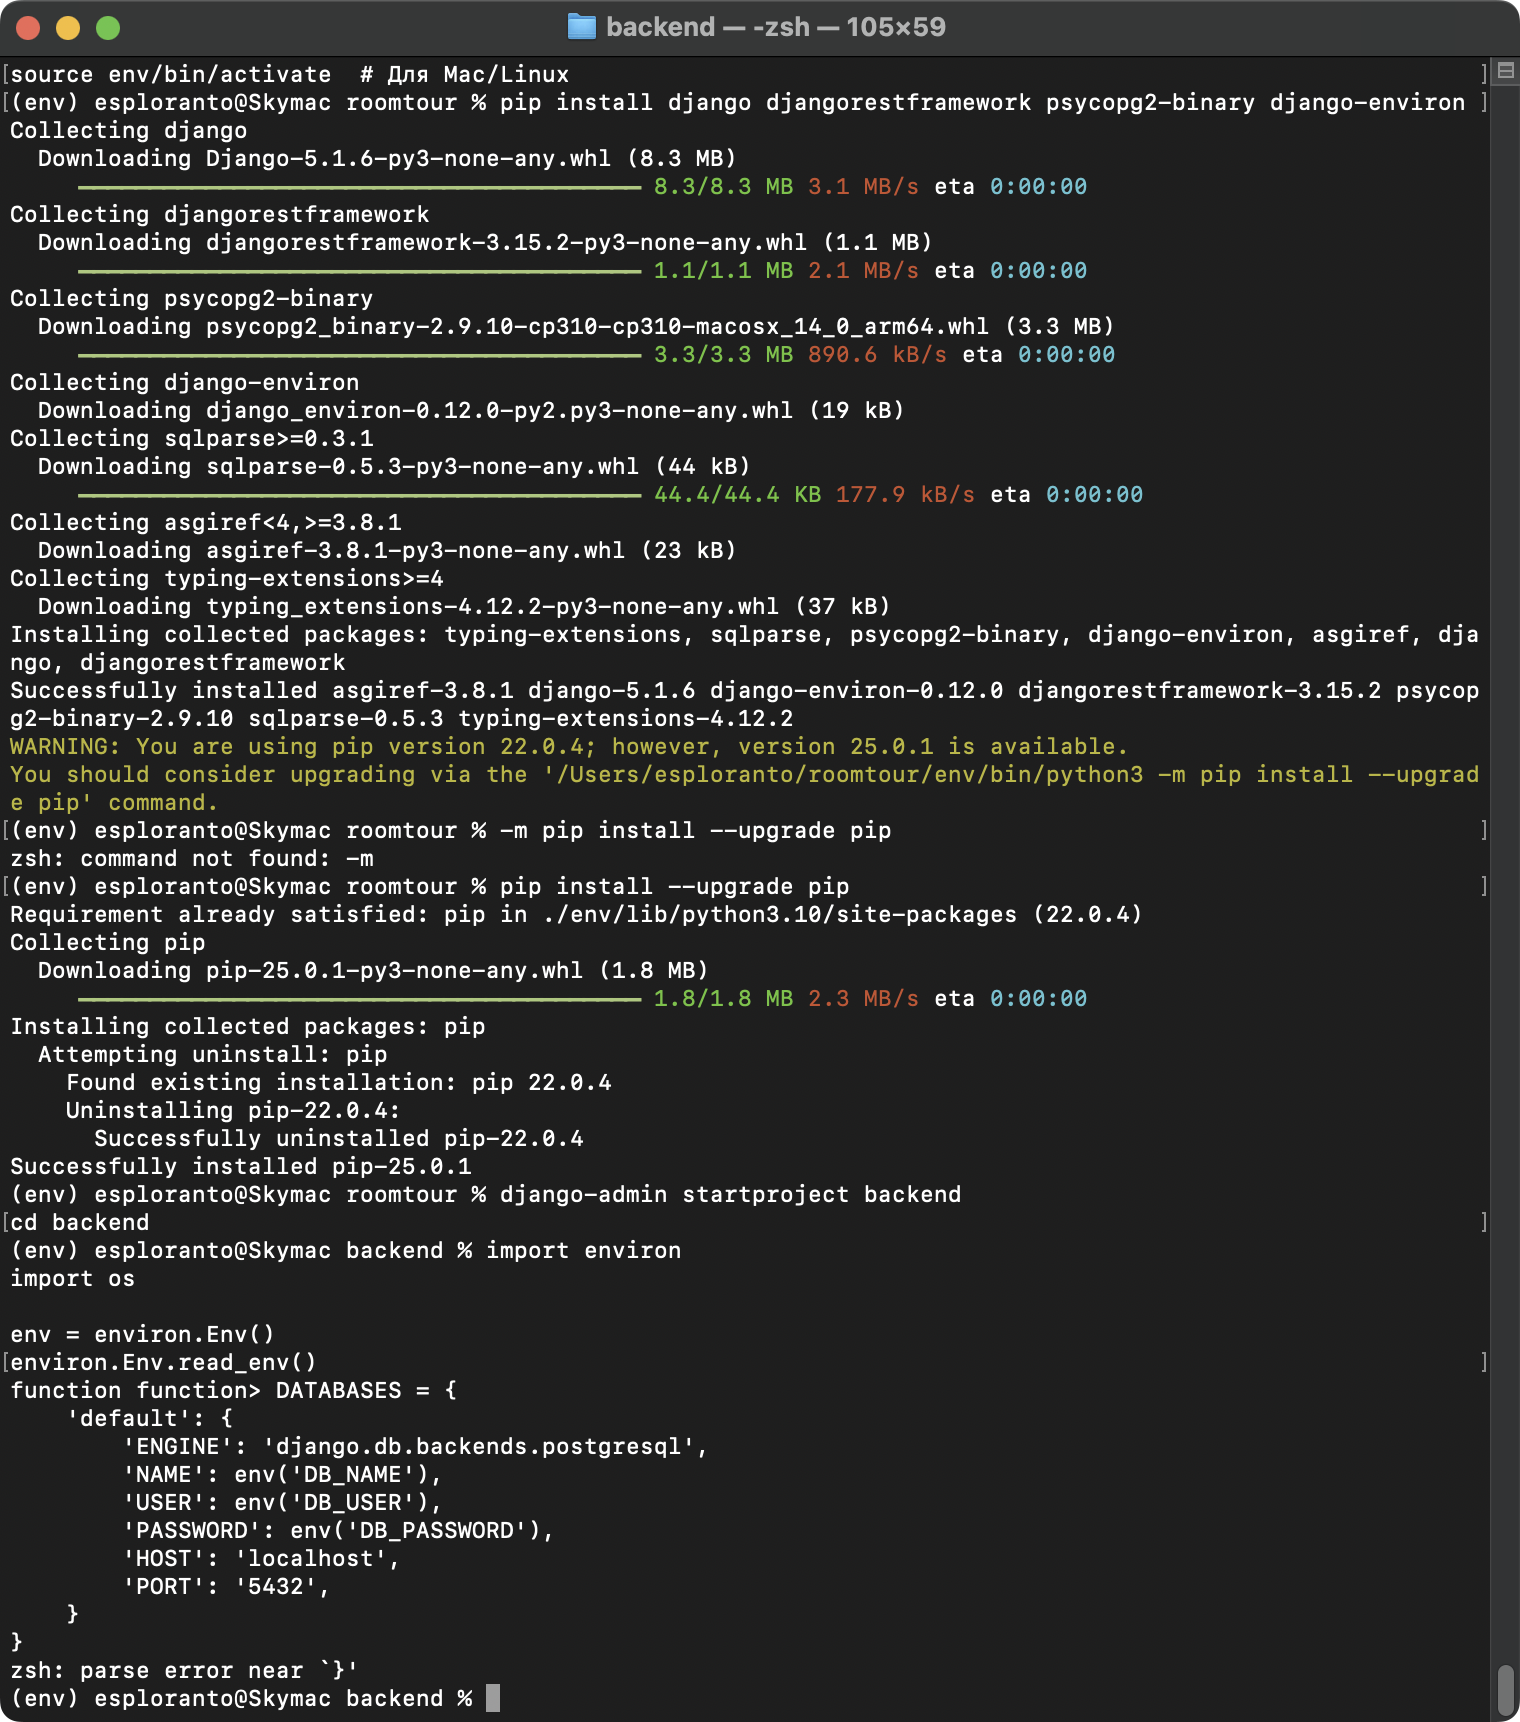 backend — -zsh — 105×59
source env/bin/activate  # Для Mac/Linux
(env) esploranto@Skymac roomtour % pip install django djangorestframework psycopg2-binary django-environ
Collecting django
  Downloading Django-5.1.6-py3-none-any.whl (8.3 MB)
     ━━━━━━━━━━━━━━━━━━━━━━━━━━━━━━━━━━━━━━━━ 8.3/8.3 MB 3.1 MB/s eta 0:00:00
Collecting djangorestframework
  Downloading djangorestframework-3.15.2-py3-none-any.whl (1.1 MB)
     ━━━━━━━━━━━━━━━━━━━━━━━━━━━━━━━━━━━━━━━━ 1.1/1.1 MB 2.1 MB/s eta 0:00:00
Collecting psycopg2-binary
  Downloading psycopg2_binary-2.9.10-cp310-cp310-macosx_14_0_arm64.whl (3.3 MB)
     ━━━━━━━━━━━━━━━━━━━━━━━━━━━━━━━━━━━━━━━━ 3.3/3.3 MB 890.6 kB/s eta 0:00:00
Collecting django-environ
  Downloading django_environ-0.12.0-py2.py3-none-any.whl (19 kB)
Collecting sqlparse>=0.3.1
  Downloading sqlparse-0.5.3-py3-none-any.whl (44 kB)
     ━━━━━━━━━━━━━━━━━━━━━━━━━━━━━━━━━━━━━━━━ 44.4/44.4 KB 177.9 kB/s eta 0:00:00
Collecting asgiref<4,>=3.8.1
  Downloading asgiref-3.8.1-py3-none-any.whl (23 kB)
Collecting typing-extensions>=4
  Downloading typing_extensions-4.12.2-py3-none-any.whl (37 kB)
Installing collected packages: typing-extensions, sqlparse, psycopg2-binary, django-environ, asgiref, dja
ngo, djangorestframework
Successfully installed asgiref-3.8.1 django-5.1.6 django-environ-0.12.0 djangorestframework-3.15.2 psycop
g2-binary-2.9.10 sqlparse-0.5.3 typing-extensions-4.12.2
WARNING: You are using pip version 22.0.4; however, version 25.0.1 is available.
You should consider upgrading via the '/Users/esploranto/roomtour/env/bin/python3 -m pip install --upgrad
e pip' command.
(env) esploranto@Skymac roomtour % -m pip install --upgrade pip
zsh: command not found: -m
(env) esploranto@Skymac roomtour % pip install --upgrade pip
Requirement already satisfied: pip in ./env/lib/python3.10/site-packages (22.0.4)
Collecting pip
  Downloading pip-25.0.1-py3-none-any.whl (1.8 MB)
     ━━━━━━━━━━━━━━━━━━━━━━━━━━━━━━━━━━━━━━━━ 1.8/1.8 MB 2.3 MB/s eta 0:00:00
Installing collected packages: pip
  Attempting uninstall: pip
    Found existing installation: pip 22.0.4
    Uninstalling pip-22.0.4:
      Successfully uninstalled pip-22.0.4
Successfully installed pip-25.0.1
(env) esploranto@Skymac roomtour % django-admin startproject backend
cd backend
(env) esploranto@Skymac backend % import environ
import os

env = environ.Env()
environ.Env.read_env()
function function> DATABASES = {
    'default': {
        'ENGINE': 'django.db.backends.postgresql',
        'NAME': env('DB_NAME'),
        'USER': env('DB_USER'),
        'PASSWORD': env('DB_PASSWORD'),
        'HOST': 'localhost',
        'PORT': '5432',
    }
}
zsh: parse error near `}'
(env) esploranto@Skymac backend %